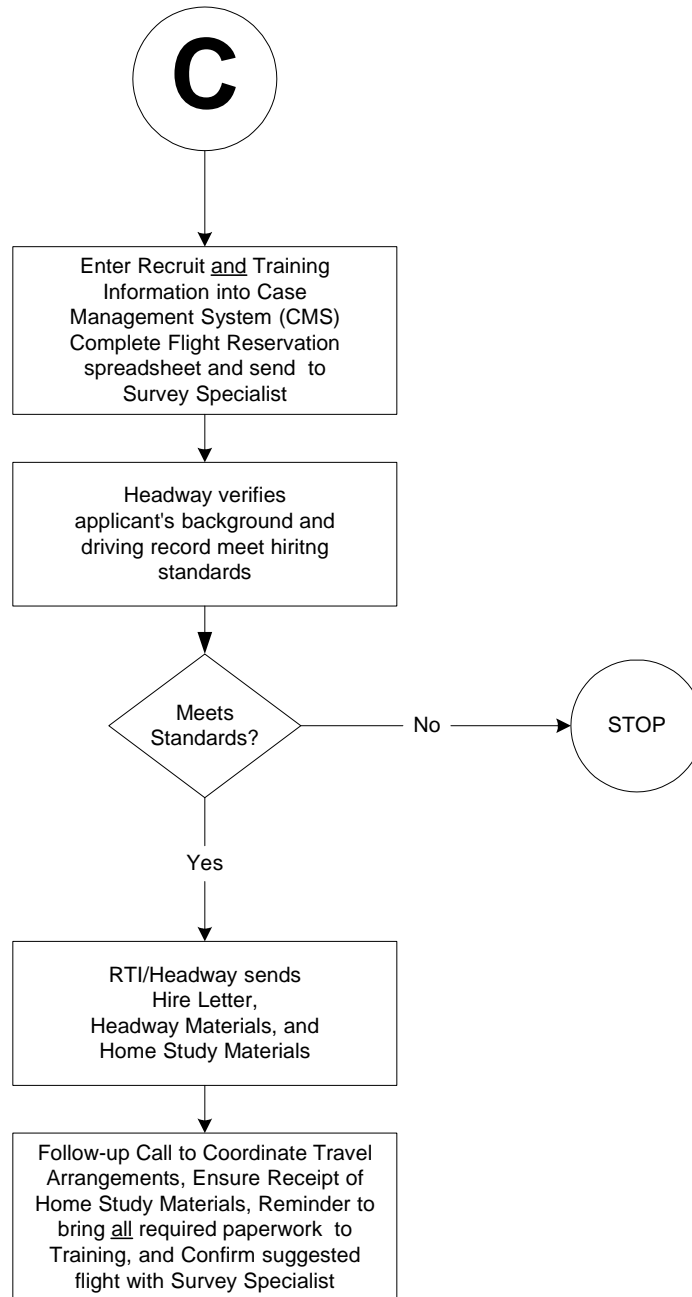 C
Enter Recruit and Training
Information into Case
Management System (CMS)
Complete Flight Reservation
spreadsheet and send to
Survey Specialist
Headway verifies
applicant's background and
driving record meet hiritng
standards
Meets
Standards?
No
STOP
Yes
RTI/Headway sends
Hire Letter,
Headway Materials, and
Home Study Materials
Follow-up Call to Coordinate Travel
Arrangements, Ensure Receipt of
Home Study Materials, Reminder to
bring all required paperwork to
Training, and Confirm suggested
flight with Survey Specialist